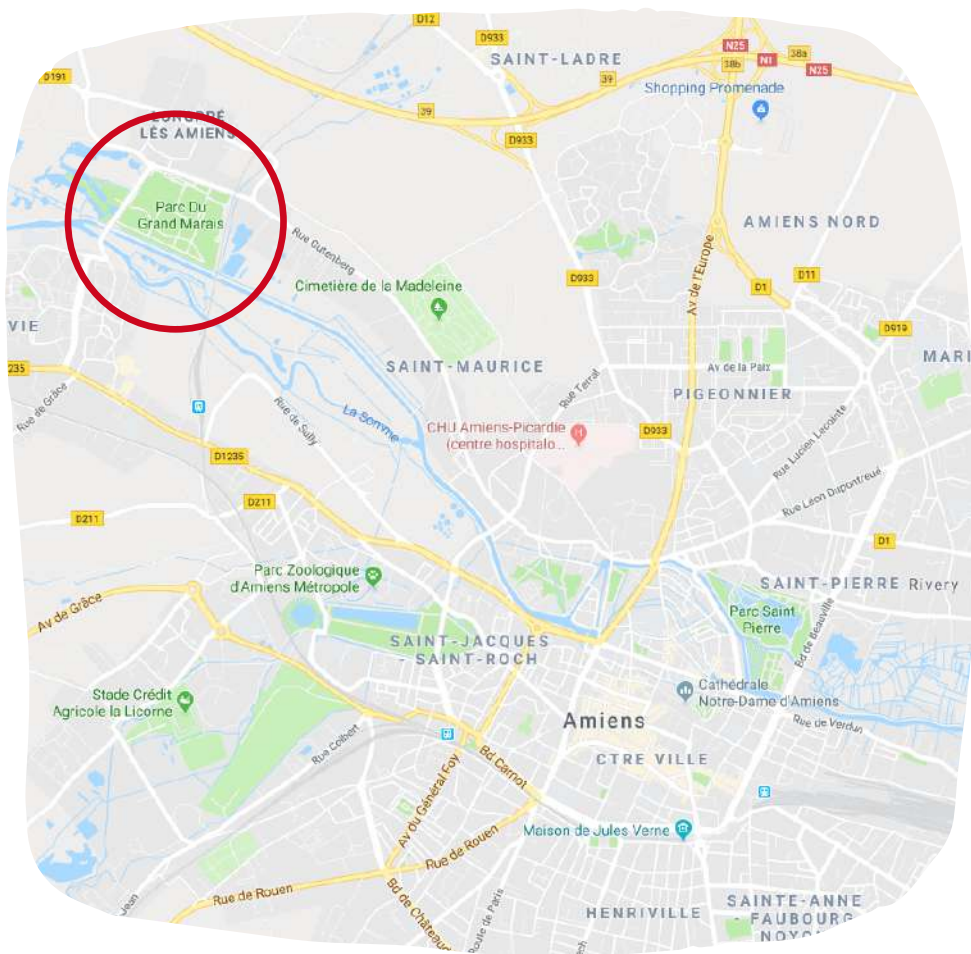 D12
D933
N25
38a
SAINT-LADRE
38b
N1
N25
D191
39
Shopping Promenade
39
LONGPRÉ
LÈS AMIENS
D933
Parc Du
Grand Marais
AMIENS NORD
Rue Gutenberg
Av de l'Europe
D11
Cimetière de la Madeleine
D933
D1
VIE
D919
MARI
235
SAINT-MAURICE
Av de la Paix
Rue de Grâce
Rue Terral
PIGEONNIER
La Somme
Rue de Sully
CHU Amiens-Picardie
(centre hospitalo...
H
D933
Rue Lucien Lecointe
D1235
Rue Léon Dupontreué
D211
D211
D1
Parc Zoologique
d'Amiens Métropole
SAINT-PIERRE
Rivery
Av de Grâce
Parc Saint
Pierre
Bd de Beauville
SAINT-JACQUES
- SAINT-ROCH
Stade Crédit
Agricole la Licorne
Cathédrale
Notre-Dame d'Amiens
Amiens
Rue de Verdun
Rue Colbert
CTRE VILLE
Bd Carnot
Av du Général Foy
Maison de Jules Verne
Rue de Rouen
Rue de Rouen
Jean
Bd de Châteaud
Route de Paris
HENRIVILLE
SAINTE-ANNE
- FAUBOURG
NOYO
och